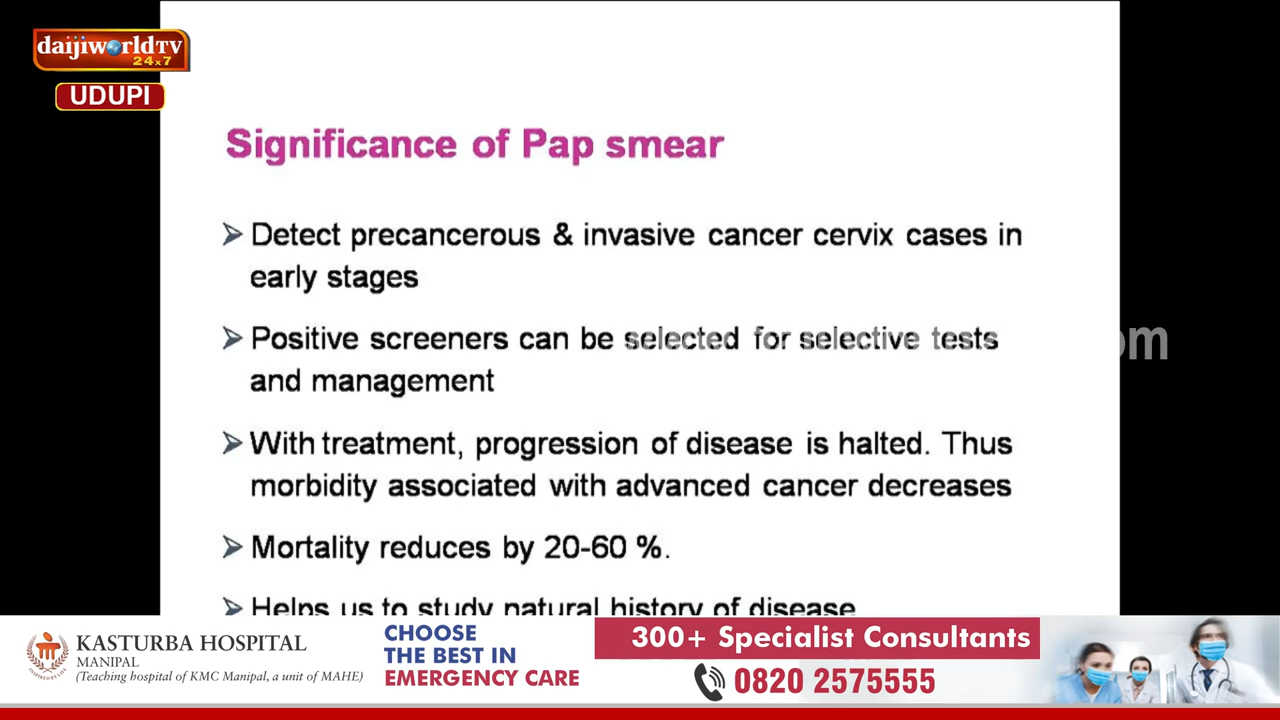 daijiworldTV
24x7
UDUPI
Significance of Pap smear
➢ Detect precancerous & invasive cancer cervix cases in
early stages
➢ Positive screeners can be selected for selective tests
and management
om
➢ With treatment, progression of disease is halted. Thus
morbidity associated with advanced cancer decreases
➢ Mortality reduces by 20-60 %.
➢ Helps us to study natural history of disease
KASTURBA HOSPITAL
MANIPAL
(Teaching hospital of KMC Manipal, a unit of MAHE)
CHOOSE
THE BEST IN
EMERGENCY CARE
300+ Specialist Consultants
0820 2575555